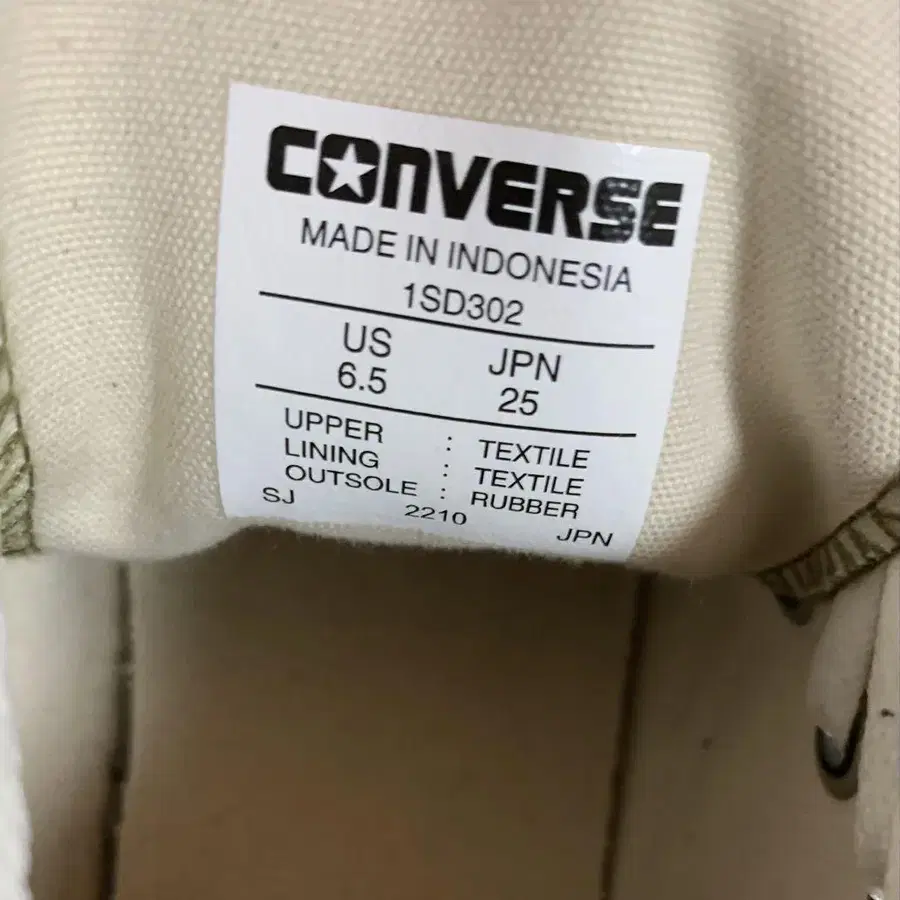 CONVERSE
MADE IN INDONESIA
1SD302
US JPN
6.5 25
UPPER : TEXTILE
LINING : TEXTILE
OUTSOLE : RUBBER
SJ 2210 JPN